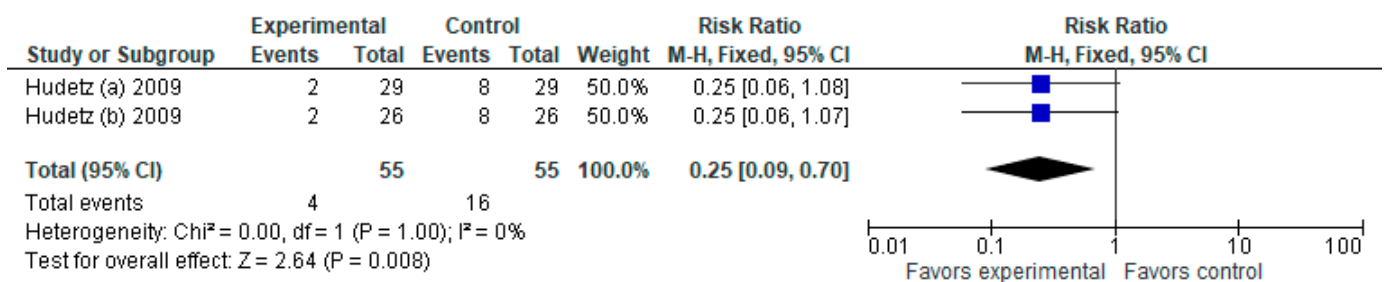 Experimental Control Risk Ratio Risk Ratio
Study or Subgroup Events Total Events Total Weight M-H, Fixed, 95% CI M-H, Fixed, 95% CI
Hudetz (a) 2009 2 29 8 29 50.0% 0.25 [0.06, 1.08]
Hudetz (b) 2009 2 26 8 26 50.0% 0.25 [0.06, 1.07]
Total (95% CI) 55 55 100.0% 0.25 [0.09, 0.70]
Total events 4 16
Heterogeneity: Chi² = 0.00, df = 1 (P = 1.00); I² = 0%
Test for overall effect: Z = 2.64 (P = 0.008)
0.01 0.1 1 10 100
Favors experimental Favors control